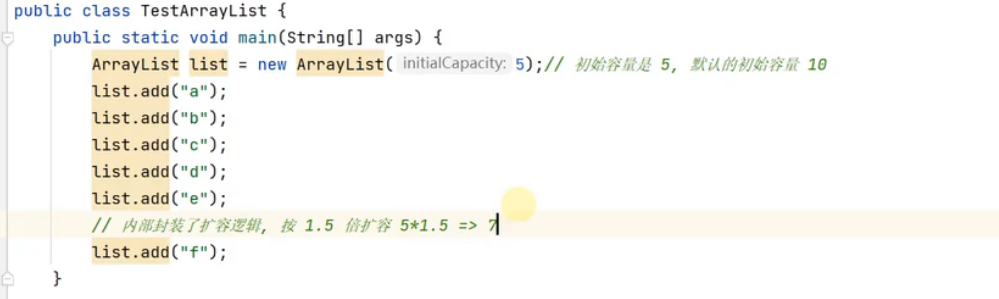 public class TestArrayList {
public static void main(String[] args) {
ArrayList list = new ArrayList( initialCapacity: 5);// 初始容量是 5, 默认的初始容量 10
list.add("a");
list.add("b");
list.add("c");
list.add("d");
list.add("e");
// 内部封装了扩容逻辑, 按 1.5 倍扩容 5*1.5 => 7
list.add("f");
}